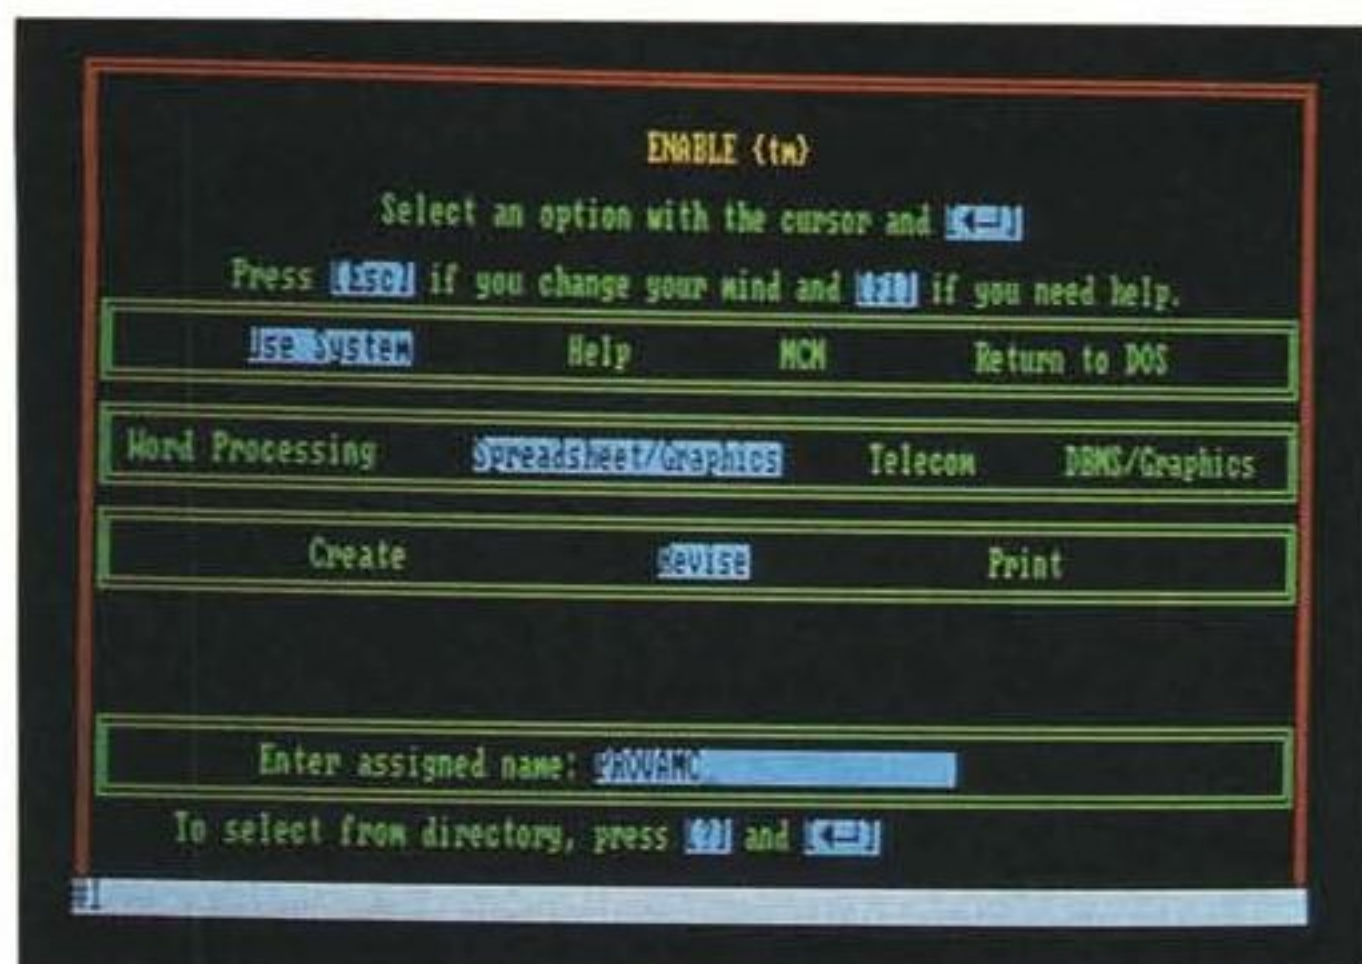 ENABLE {tm}
Select an option with the cursor and [←┘]
Press [Esc] if you change your mind and [F1] if you need help.
Use System Help MCM Return to DOS
Word Processing Spreadsheet/Graphics Telecom DBMS/Graphics
Create Revise Print
Enter assigned name: PROVAMC
To select from directory, press [?] and [←┘]
#1